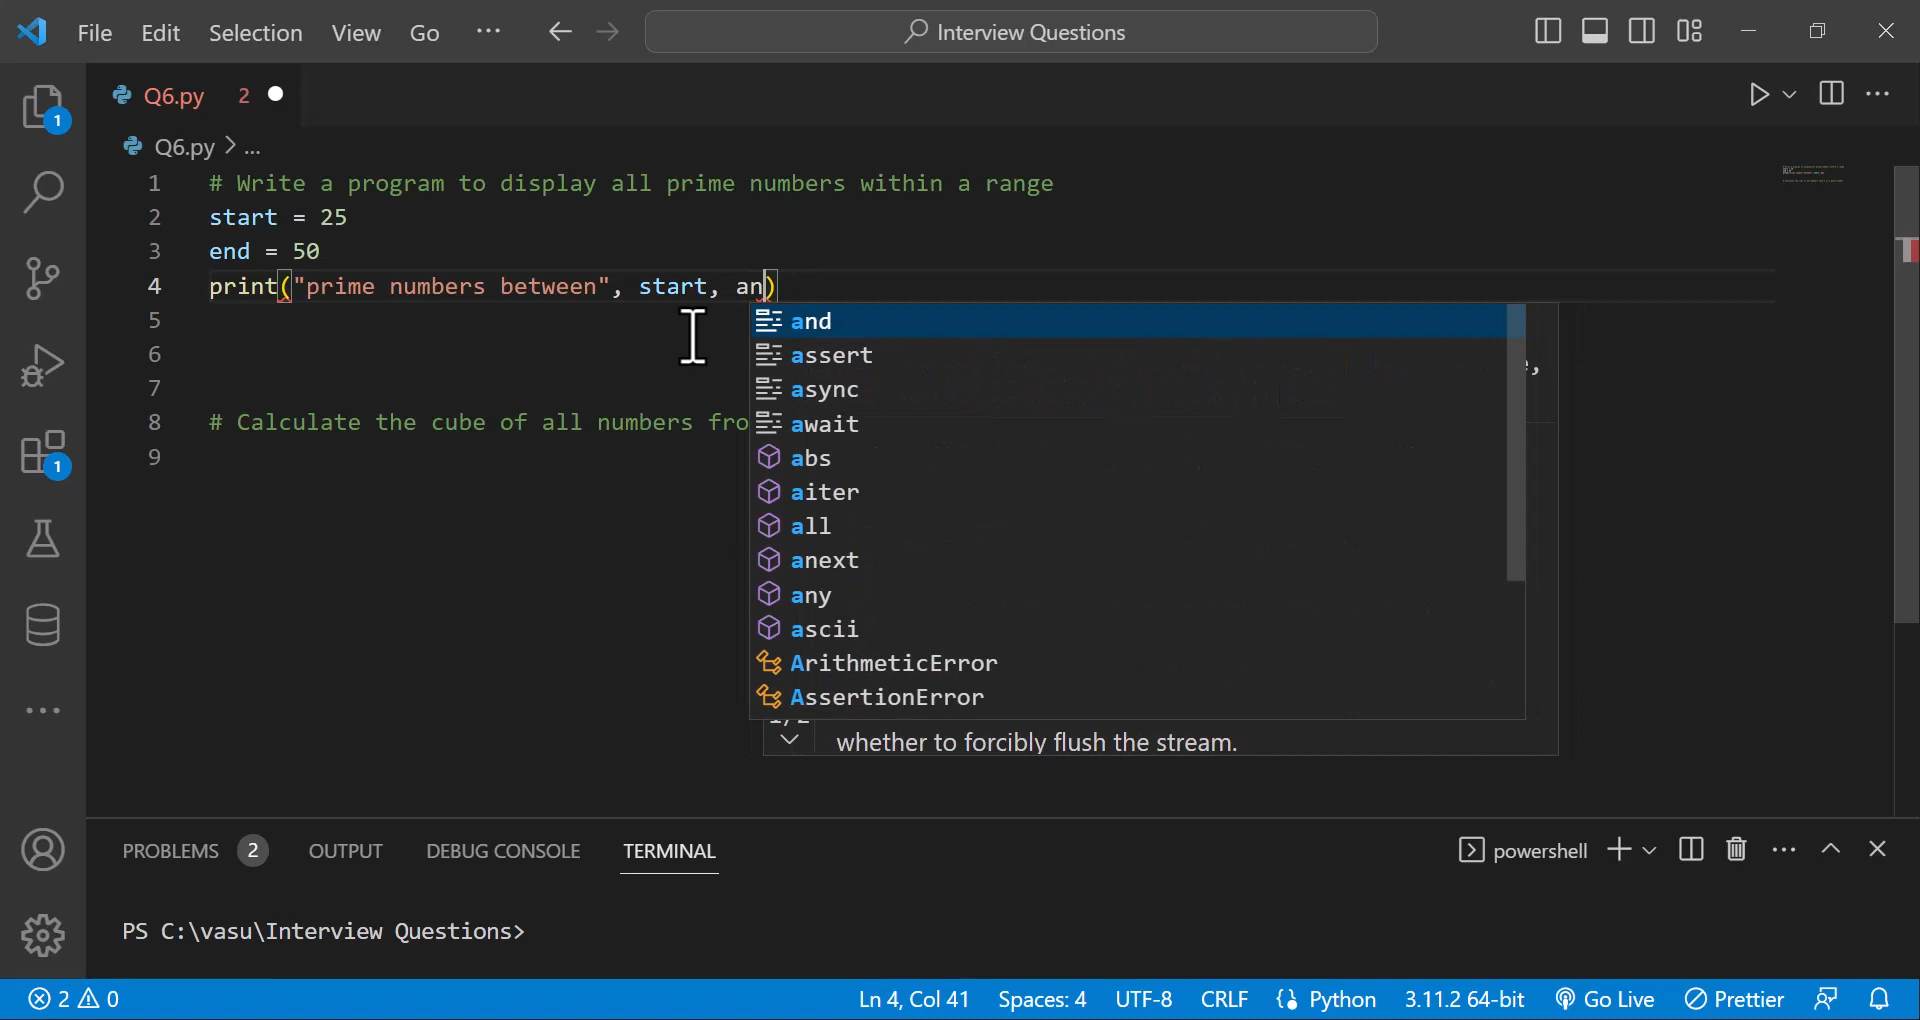 File Edit Selection View Go ··· Interview Questions
1
Q6.py 2
Q6.py > ...
1 # Write a program to display all prime numbers within a range
2 start = 25
3 end = 50
4 print("prime numbers between", start, an)
5
6
7
8 # Calculate the cube of all numbers fro
9
and
assert
async
await
abs
aiter
all
anext
any
ascii
ArithmeticError
AssertionError
whether to forcibly flush the stream.
1
PROBLEMS 2 OUTPUT DEBUG CONSOLE TERMINAL powershell
PS C:\vasu\Interview Questions>
2 0 Ln 4, Col 41 Spaces: 4 UTF-8 CRLF Python 3.11.2 64-bit Go Live Prettier